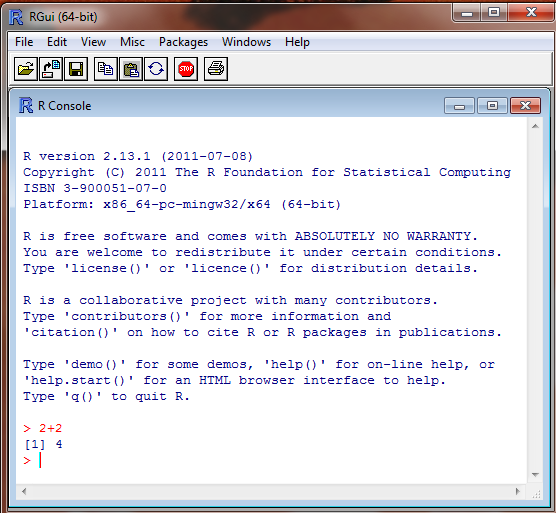 RGui (64-bit)
File Edit View Misc Packages Windows Help
STOP
R Console
R version 2.13.1 (2011-07-08)
Copyright (C) 2011 The R Foundation for Statistical Computing
ISBN 3-900051-07-0
Platform: x86_64-pc-mingw32/x64 (64-bit)
R is free software and comes with ABSOLUTELY NO WARRANTY.
You are welcome to redistribute it under certain conditions.
Type 'license()' or 'licence()' for distribution details.
R is a collaborative project with many contributors.
Type 'contributors()' for more information and
'citation()' on how to cite R or R packages in publications.
Type 'demo()' for some demos, 'help()' for on-line help, or
'help.start()' for an HTML browser interface to help.
Type 'q()' to quit R.
> 2+2
[1] 4
>